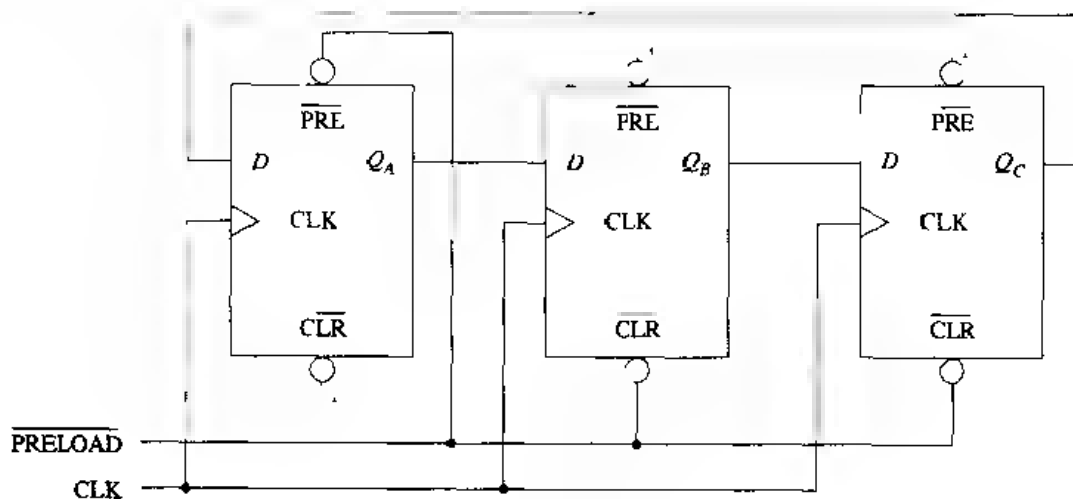 PRE PRE PRE
D Q_A D Q_B D Q_C
CLK CLK CLK
CLR CLR CLR
PRELOAD
CLK